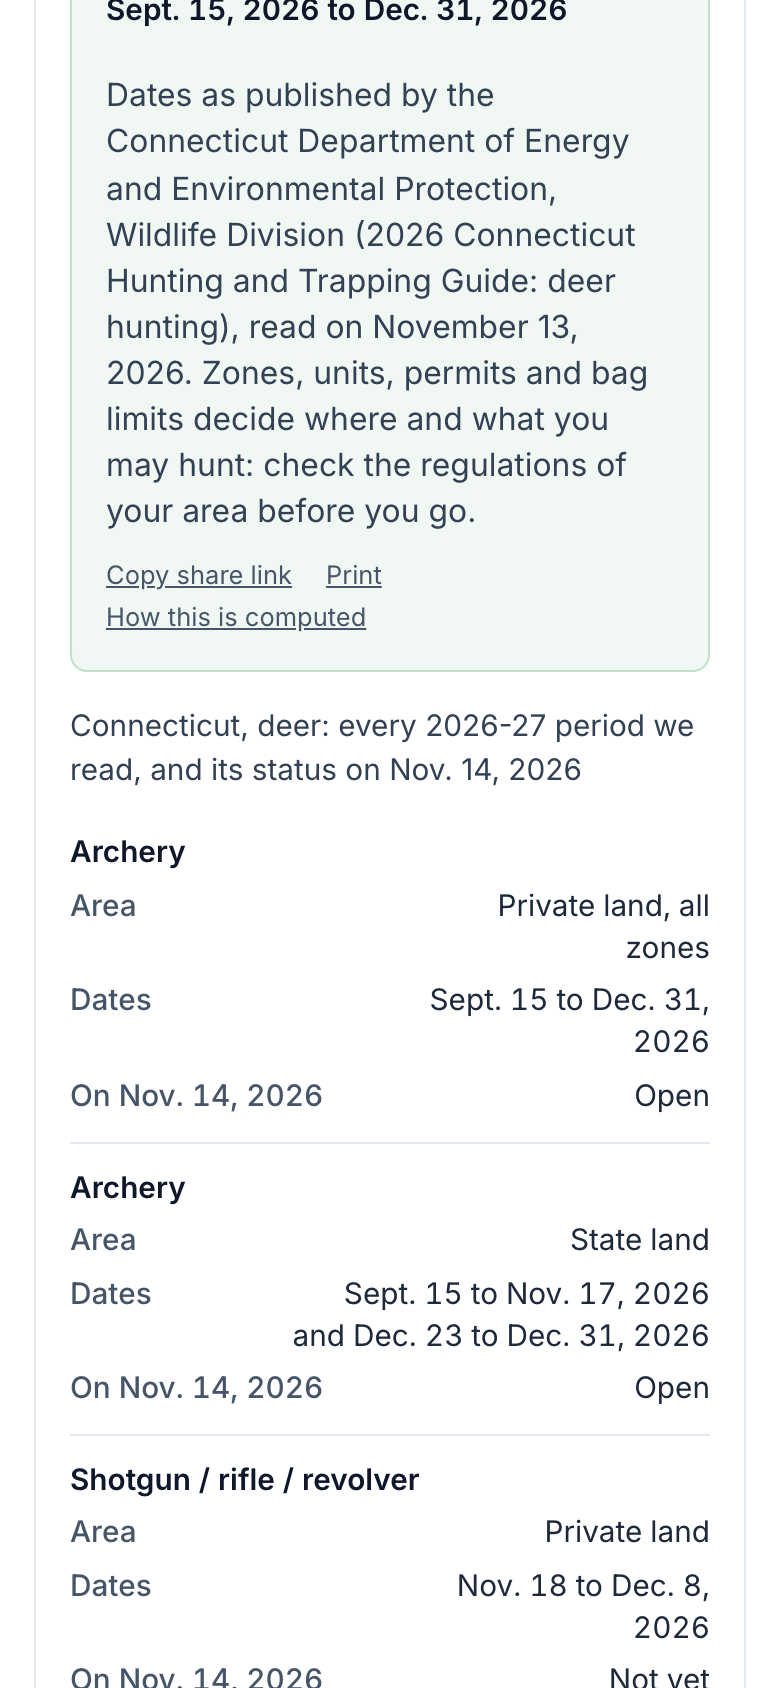 Sept. 15, 2026 to Dec. 31, 2026
Dates as published by the
Connecticut Department of Energy
and Environmental Protection,
Wildlife Division (2026 Connecticut
Hunting and Trapping Guide: deer
hunting), read on November 13,
2026. Zones, units, permits and bag
limits decide where and what you
may hunt: check the regulations of
your area before you go.
Copy share link Print
How this is computed
Connecticut, deer: every 2026-27 period we
read, and its status on Nov. 14, 2026
Archery
Area Private land, all
zones
Dates Sept. 15 to Dec. 31,
2026
On Nov. 14, 2026 Open
Archery
Area State land
Dates Sept. 15 to Nov. 17, 2026
and Dec. 23 to Dec. 31, 2026
On Nov. 14, 2026 Open
Shotgun / rifle / revolver
Area Private land
Dates Nov. 18 to Dec. 8,
2026
On Nov. 14, 2026 Not yet